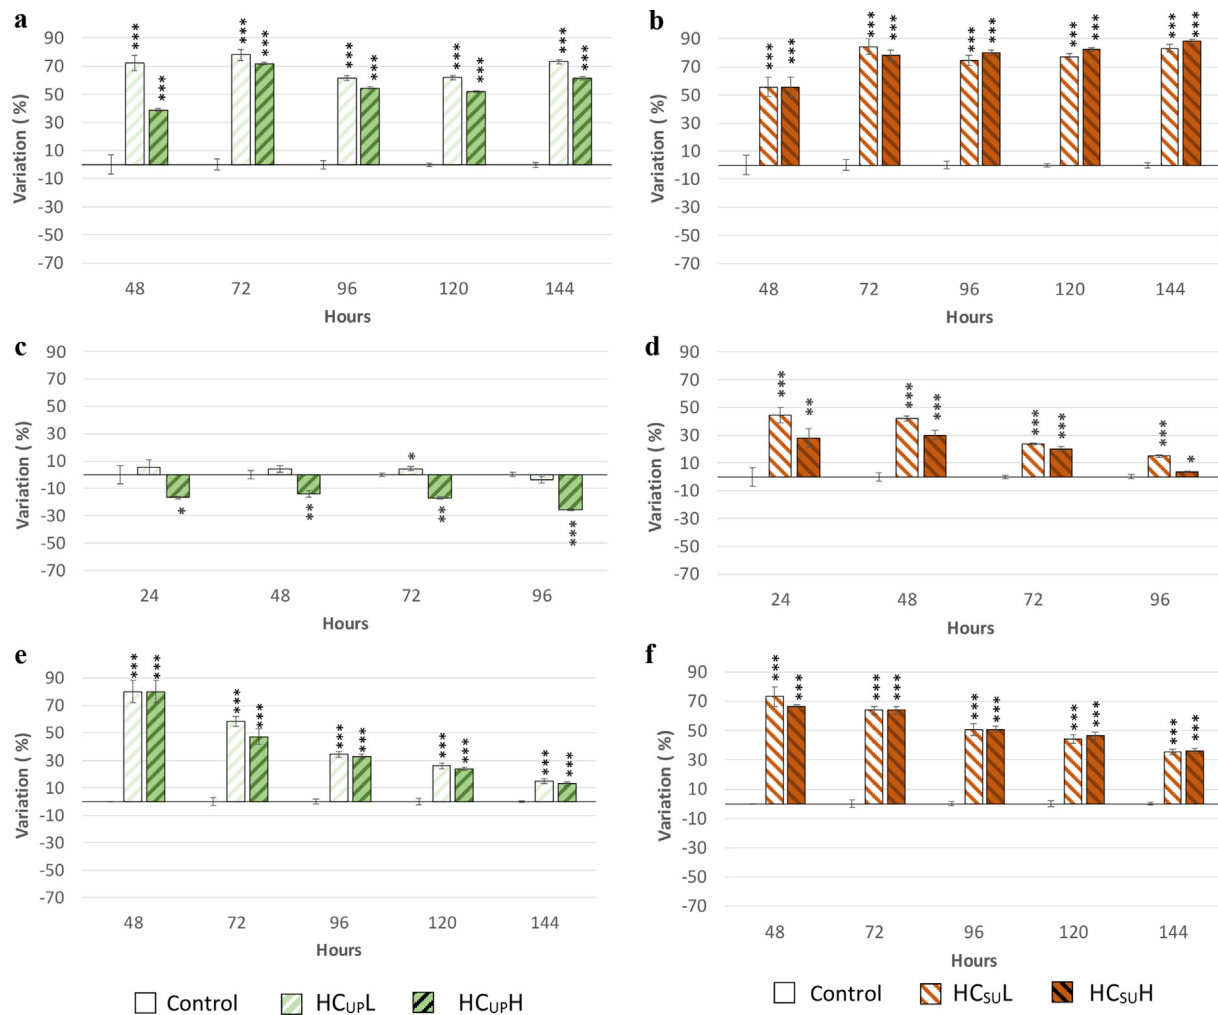 a
Variation ( %)
90
70
50
30
10
-10
-30
-50
-70
*** *** *** *** *** *** *** *** *** ***
48 72 96 120 144
Hours
b
Variation ( %)
90
70
50
30
10
-10
-30
-50
-70
*** *** *** *** *** *** *** *** *** ***
48 72 96 120 144
Hours
c
Variation ( %)
90
70
50
30
10
-10
-30
-50
-70
* ** * ** ***
24 48 72 96
Hours
d
Variation ( %)
90
70
50
30
10
-10
-30
-50
-70
*** ** *** *** *** *** *** *
24 48 72 96
Hours
e
Variation ( %)
90
70
50
30
10
-10
-30
-50
-70
*** *** *** *** *** *** *** *** *** ***
48 72 96 120 144
Hours
f
Variation ( %)
90
70
50
30
10
-10
-30
-50
-70
*** *** *** *** *** *** *** *** *** ***
48 72 96 120 144
Hours
Control HCUPL HCUPH
Control HCSUL HCSUH